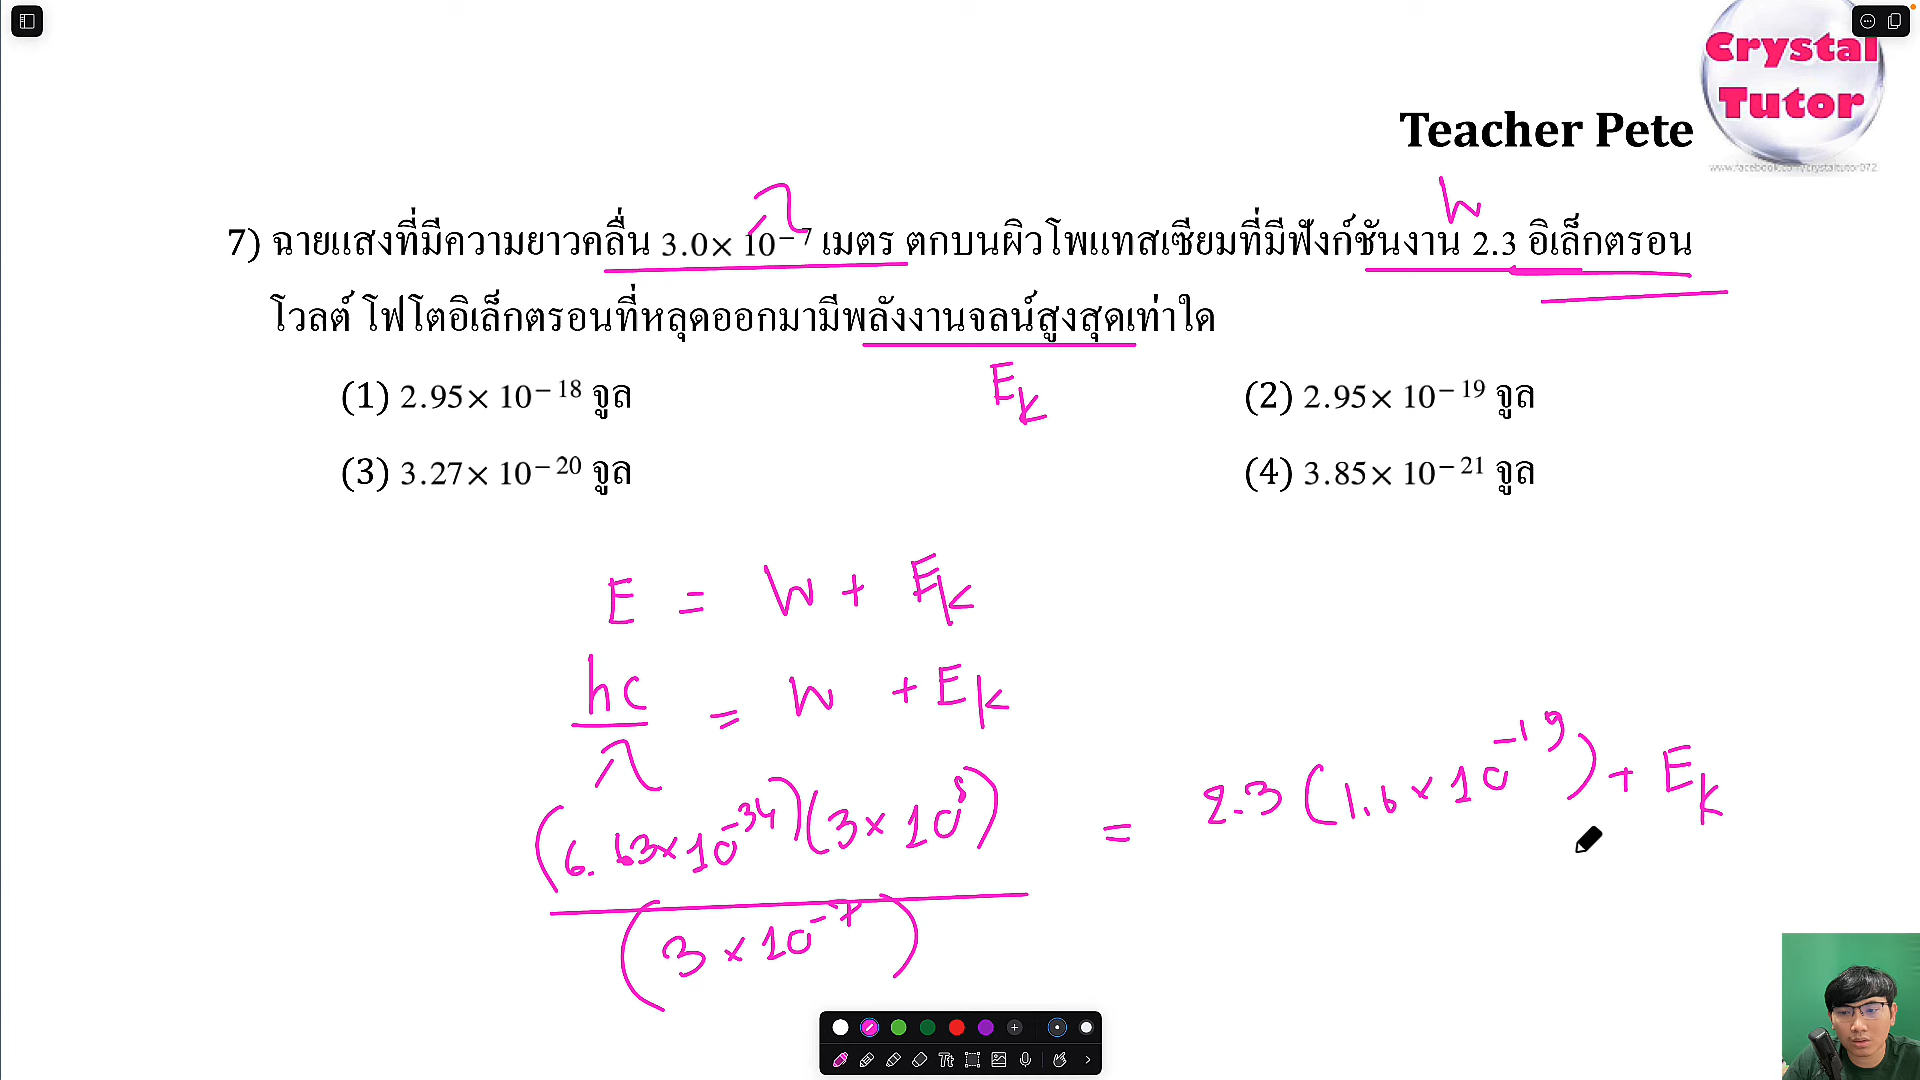 Crystal
Tutor
Teacher Pete
www.facebook.com/crystaltutor072
λ
W
7) ฉายแสงที่มีความยาวคลื่น 3.0× 10⁻⁷ เมตร ตกบนผิวโพแทสเซียมที่มีฟังก์ชันงาน 2.3 อิเล็กตรอน
โวลต์ โฟโตอิเล็กตรอนที่หลุดออกมามีพลังงานจลน์สูงสุดเท่าใด
E_k
(1) 2.95× 10⁻¹⁸ จูล (2) 2.95× 10⁻¹⁹ จูล
(3) 3.27× 10⁻²⁰ จูล (4) 3.85× 10⁻²¹ จูล
E = W + E_k
hc/λ = W + E_k
(6.63×10⁻³⁴)(3×10⁸)/(3×10⁻⁷) = 2.3(1.6×10⁻¹⁹) + E_k